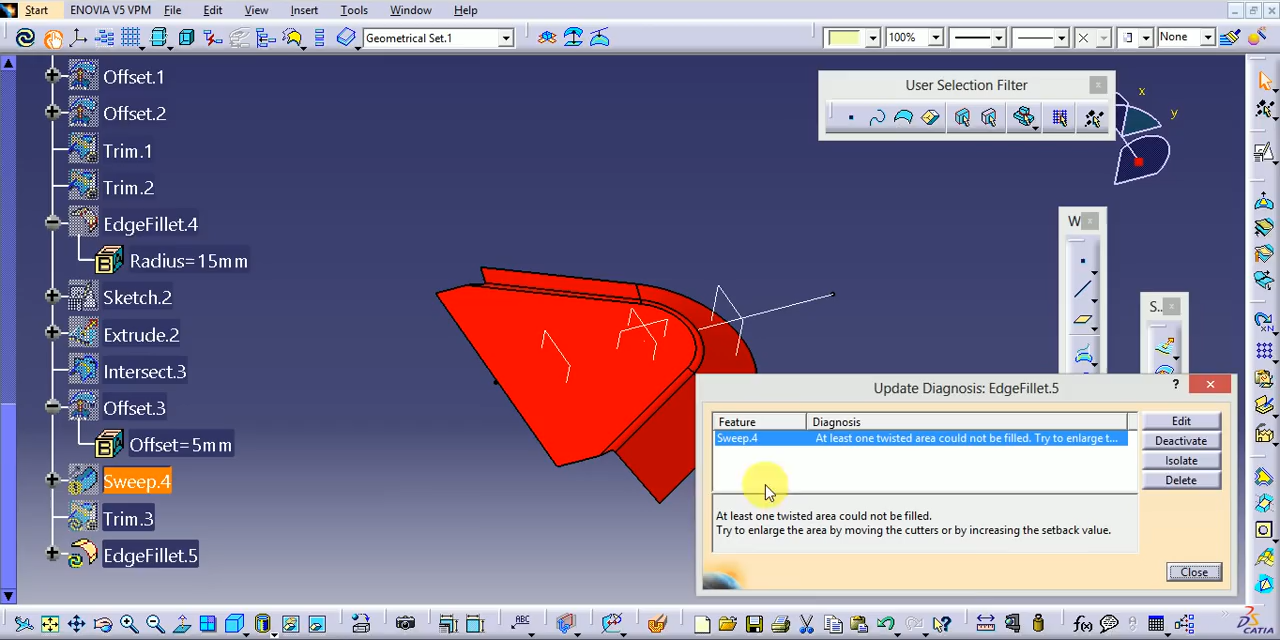 Start ENOVIA V5 VPM File Edit View Insert Tools Window Help
Geometrical Set.1 100% None
User Selection Filter
x
y
Offset.1
Offset.2
Trim.1
Trim.2
EdgeFillet.4
Radius=15mm
Sketch.2
Extrude.2
Intersect.3
Offset.3
Offset=5mm
Sweep.4
Trim.3
EdgeFillet.5
W
S..
Update Diagnosis: EdgeFillet.5
Feature Diagnosis
Sweep.4 At least one twisted area could not be filled. Try to enlarge t...
Edit
Deactivate
Isolate
Delete
At least one twisted area could not be filled.
Try to enlarge the area by moving the cutters or by increasing the setback value.
Close
ABC
f(x)
CATIA